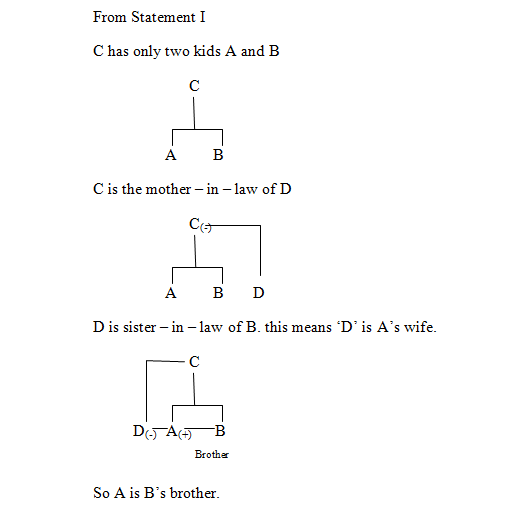 From Statement I
C has only two kids A and B
C
A B
C is the mother – in – law of D
C(-)
A B D
D is sister – in – law of B. this means ‘D’ is A’s wife.
C
D(-) A(+) B
Brother
So A is B’s brother.